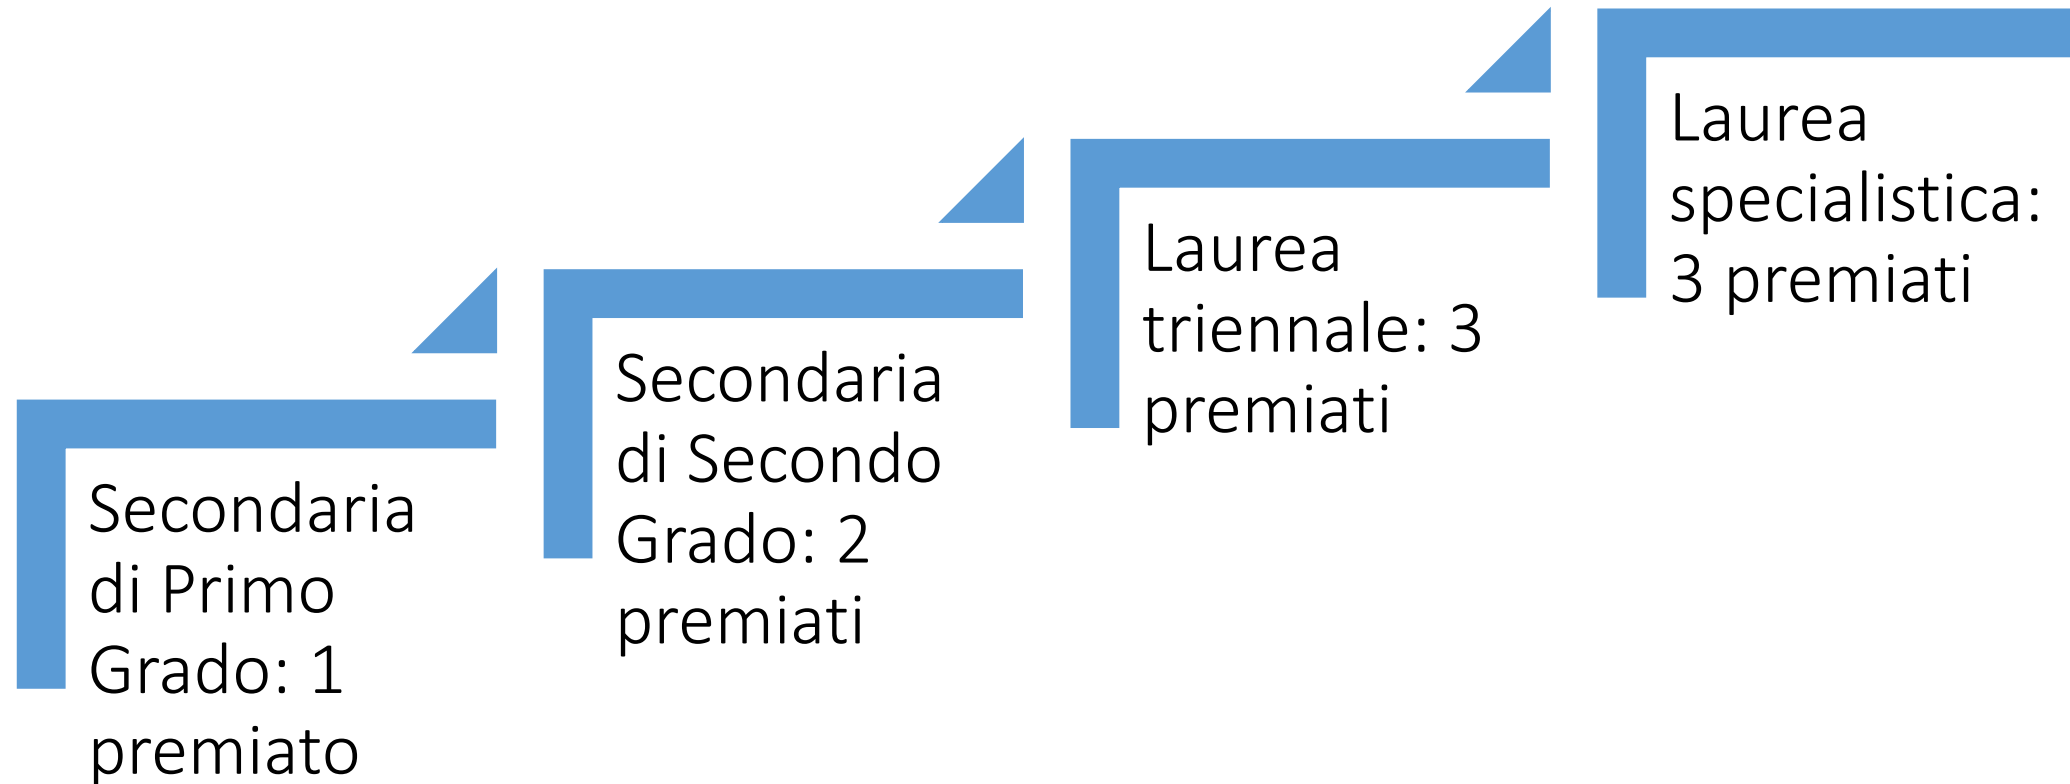 Secondaria
di Primo
Grado: 1
premiato
Secondaria
di Secondo
Grado: 2
premiati
Laurea
triennale: 3
premiati
Laurea
specialistica:
3 premiati